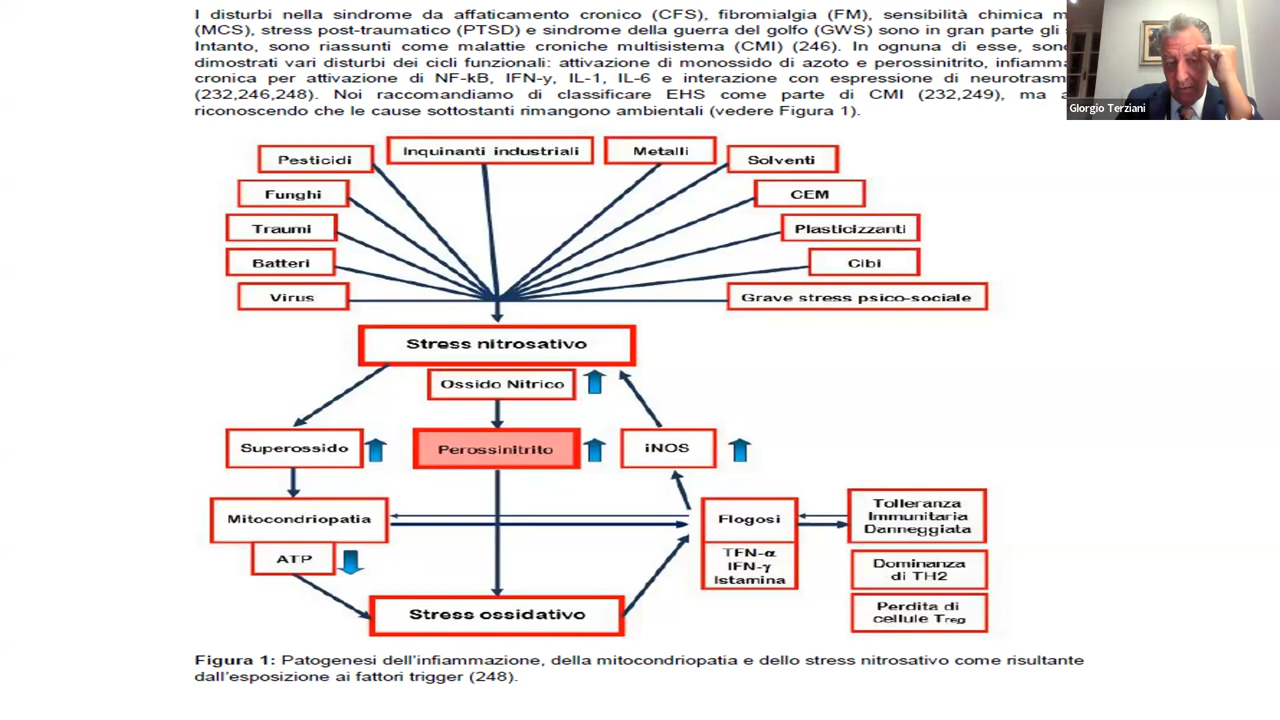 I disturbi nella sindrome da affaticamento cronico (CFS), fibromialgia (FM), sensibilità chimica
(MCS), stress post-traumatico (PTSD) e sindrome della guerra del golfo (GWS) sono in gran parte gli
Intanto, sono riassunti come malattie croniche multisistema (CMI) (246). In ognuna di esse,
dimostrati vari disturbi dei cicli funzionali: attivazione di monossido di azoto e perossinitrito,
cronica per attivazione di NF-kB, IFN-y, IL-1, IL-6 e interazione con espressione di
(232,246,248). Noi raccomandiamo di classificare EHS come parte di CMI (232,249), ma
riconoscendo che le cause sottostanti rimangono ambientali (vedere Figura 1).
GIorgio Terziani
Pesticidi
Inquinanti industriali
Metalli
Solventi
Funghi
CEM
Traumi
Plasticizzanti
Batteri
Cibi
Virus
Grave stress psico-sociale
Stress nitrosativo
Ossido Nitrico
Superossido
Perossinitrito
iNOS
Mitocondriopatia
ATP
Flogosi
TFN-α
IFN-γ
Istamina
Tolleranza
Immunitaria
Danneggiata
Dominanza
di TH2
Perdita di
cellule Treg
Stress ossidativo
Figura 1: Patogenesi dell'infiammazione, della mitocondriopatia e dello stress nitrosativo come risultante
dall'esposizione ai fattori trigger (248).